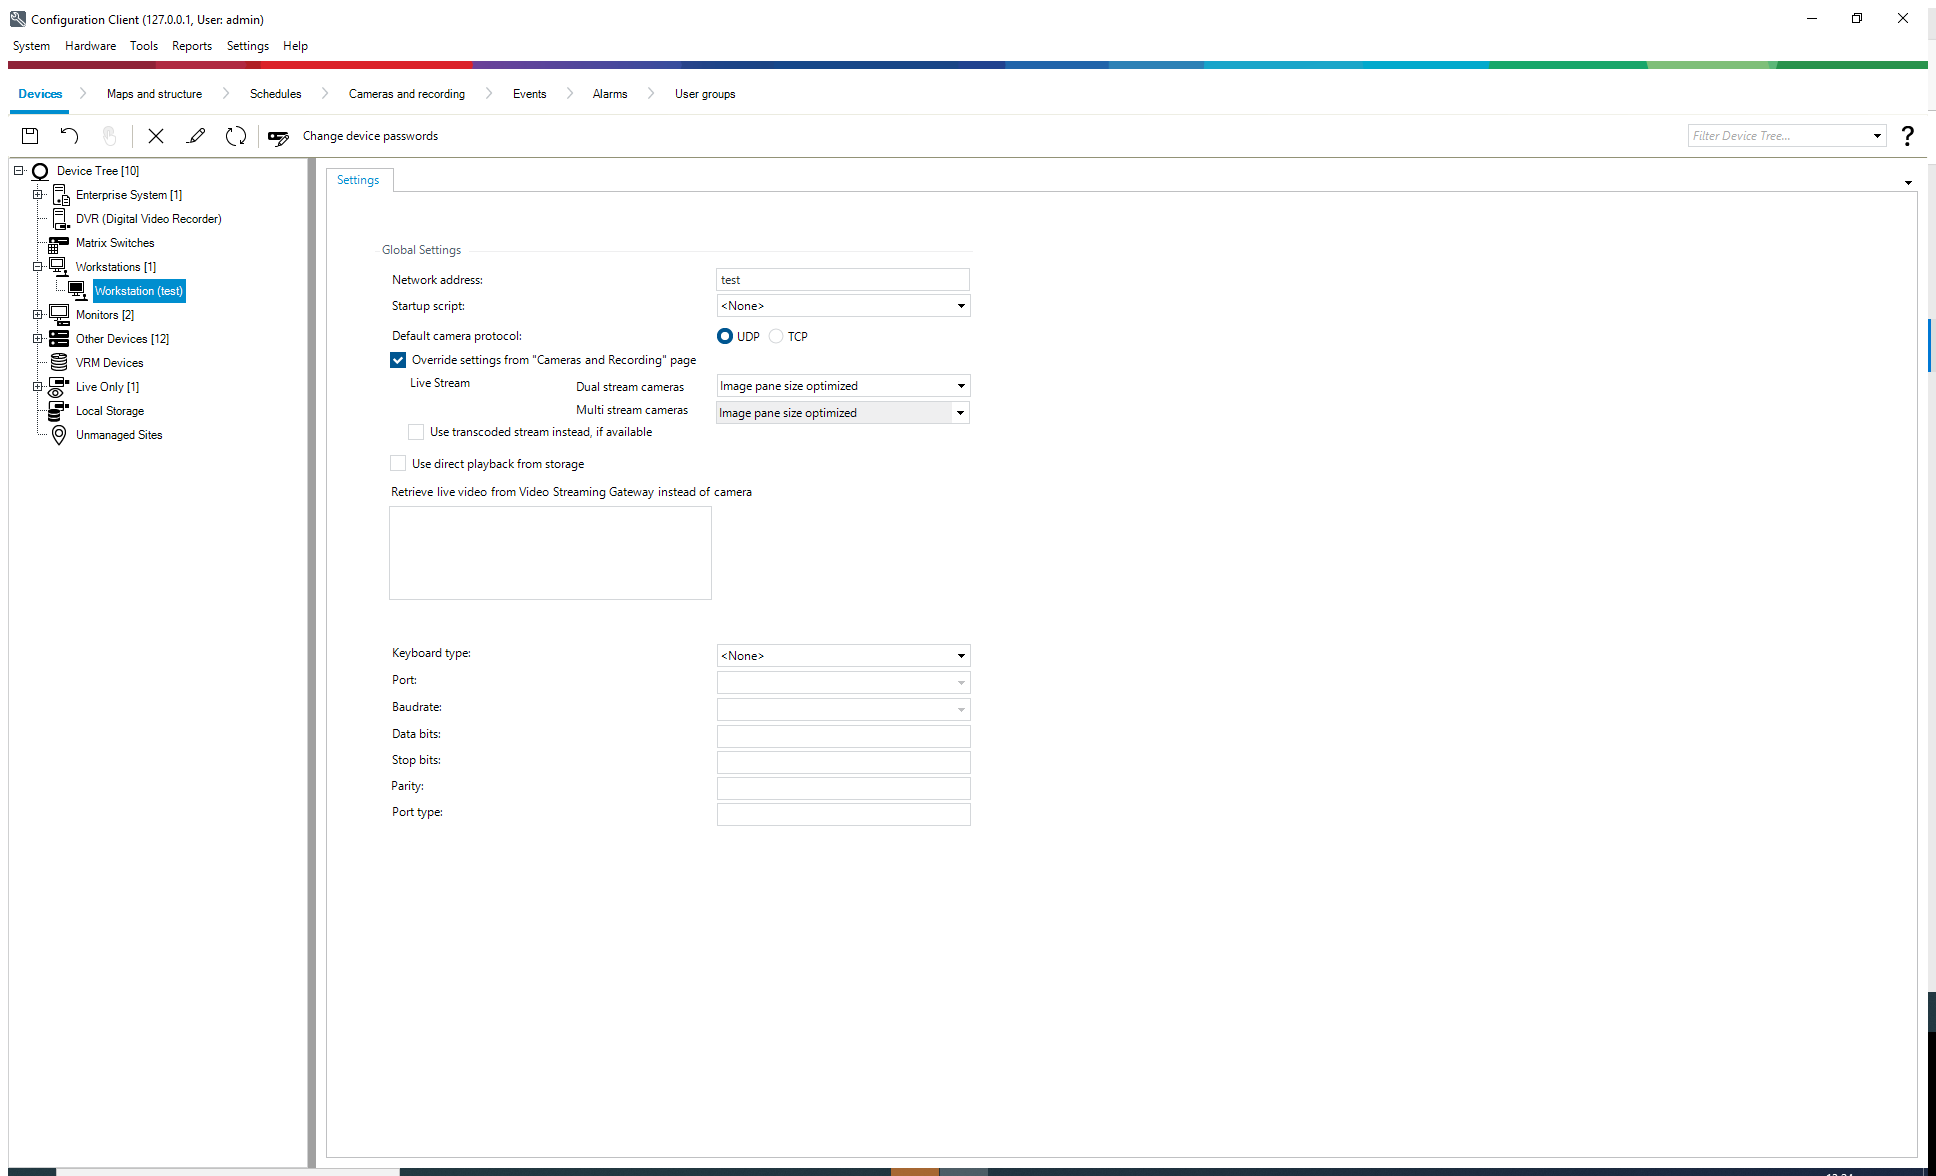 Configuration Client (127.0.0.1, User: admin)
System Hardware Tools Reports Settings Help
Devices Maps and structure Schedules Cameras and recording Events Alarms User groups
Change device passwords
Filter Device Tree...
?
Device Tree [10]
Enterprise System [1]
DVR (Digital Video Recorder)
Matrix Switches
Workstations [1]
Workstation (test)
Monitors [2]
Other Devices [12]
VRM Devices
Live Only [1]
Local Storage
Unmanaged Sites
Settings
Global Settings
Network address: test
Startup script: <None>
Default camera protocol: UDP TCP
Override settings from "Cameras and Recording" page
Live Stream Dual stream cameras Image pane size optimized
Multi stream cameras Image pane size optimized
Use transcoded stream instead, if available
Use direct playback from storage
Retrieve live video from Video Streaming Gateway instead of camera
Keyboard type: <None>
Port:
Baudrate:
Data bits:
Stop bits:
Parity:
Port type: